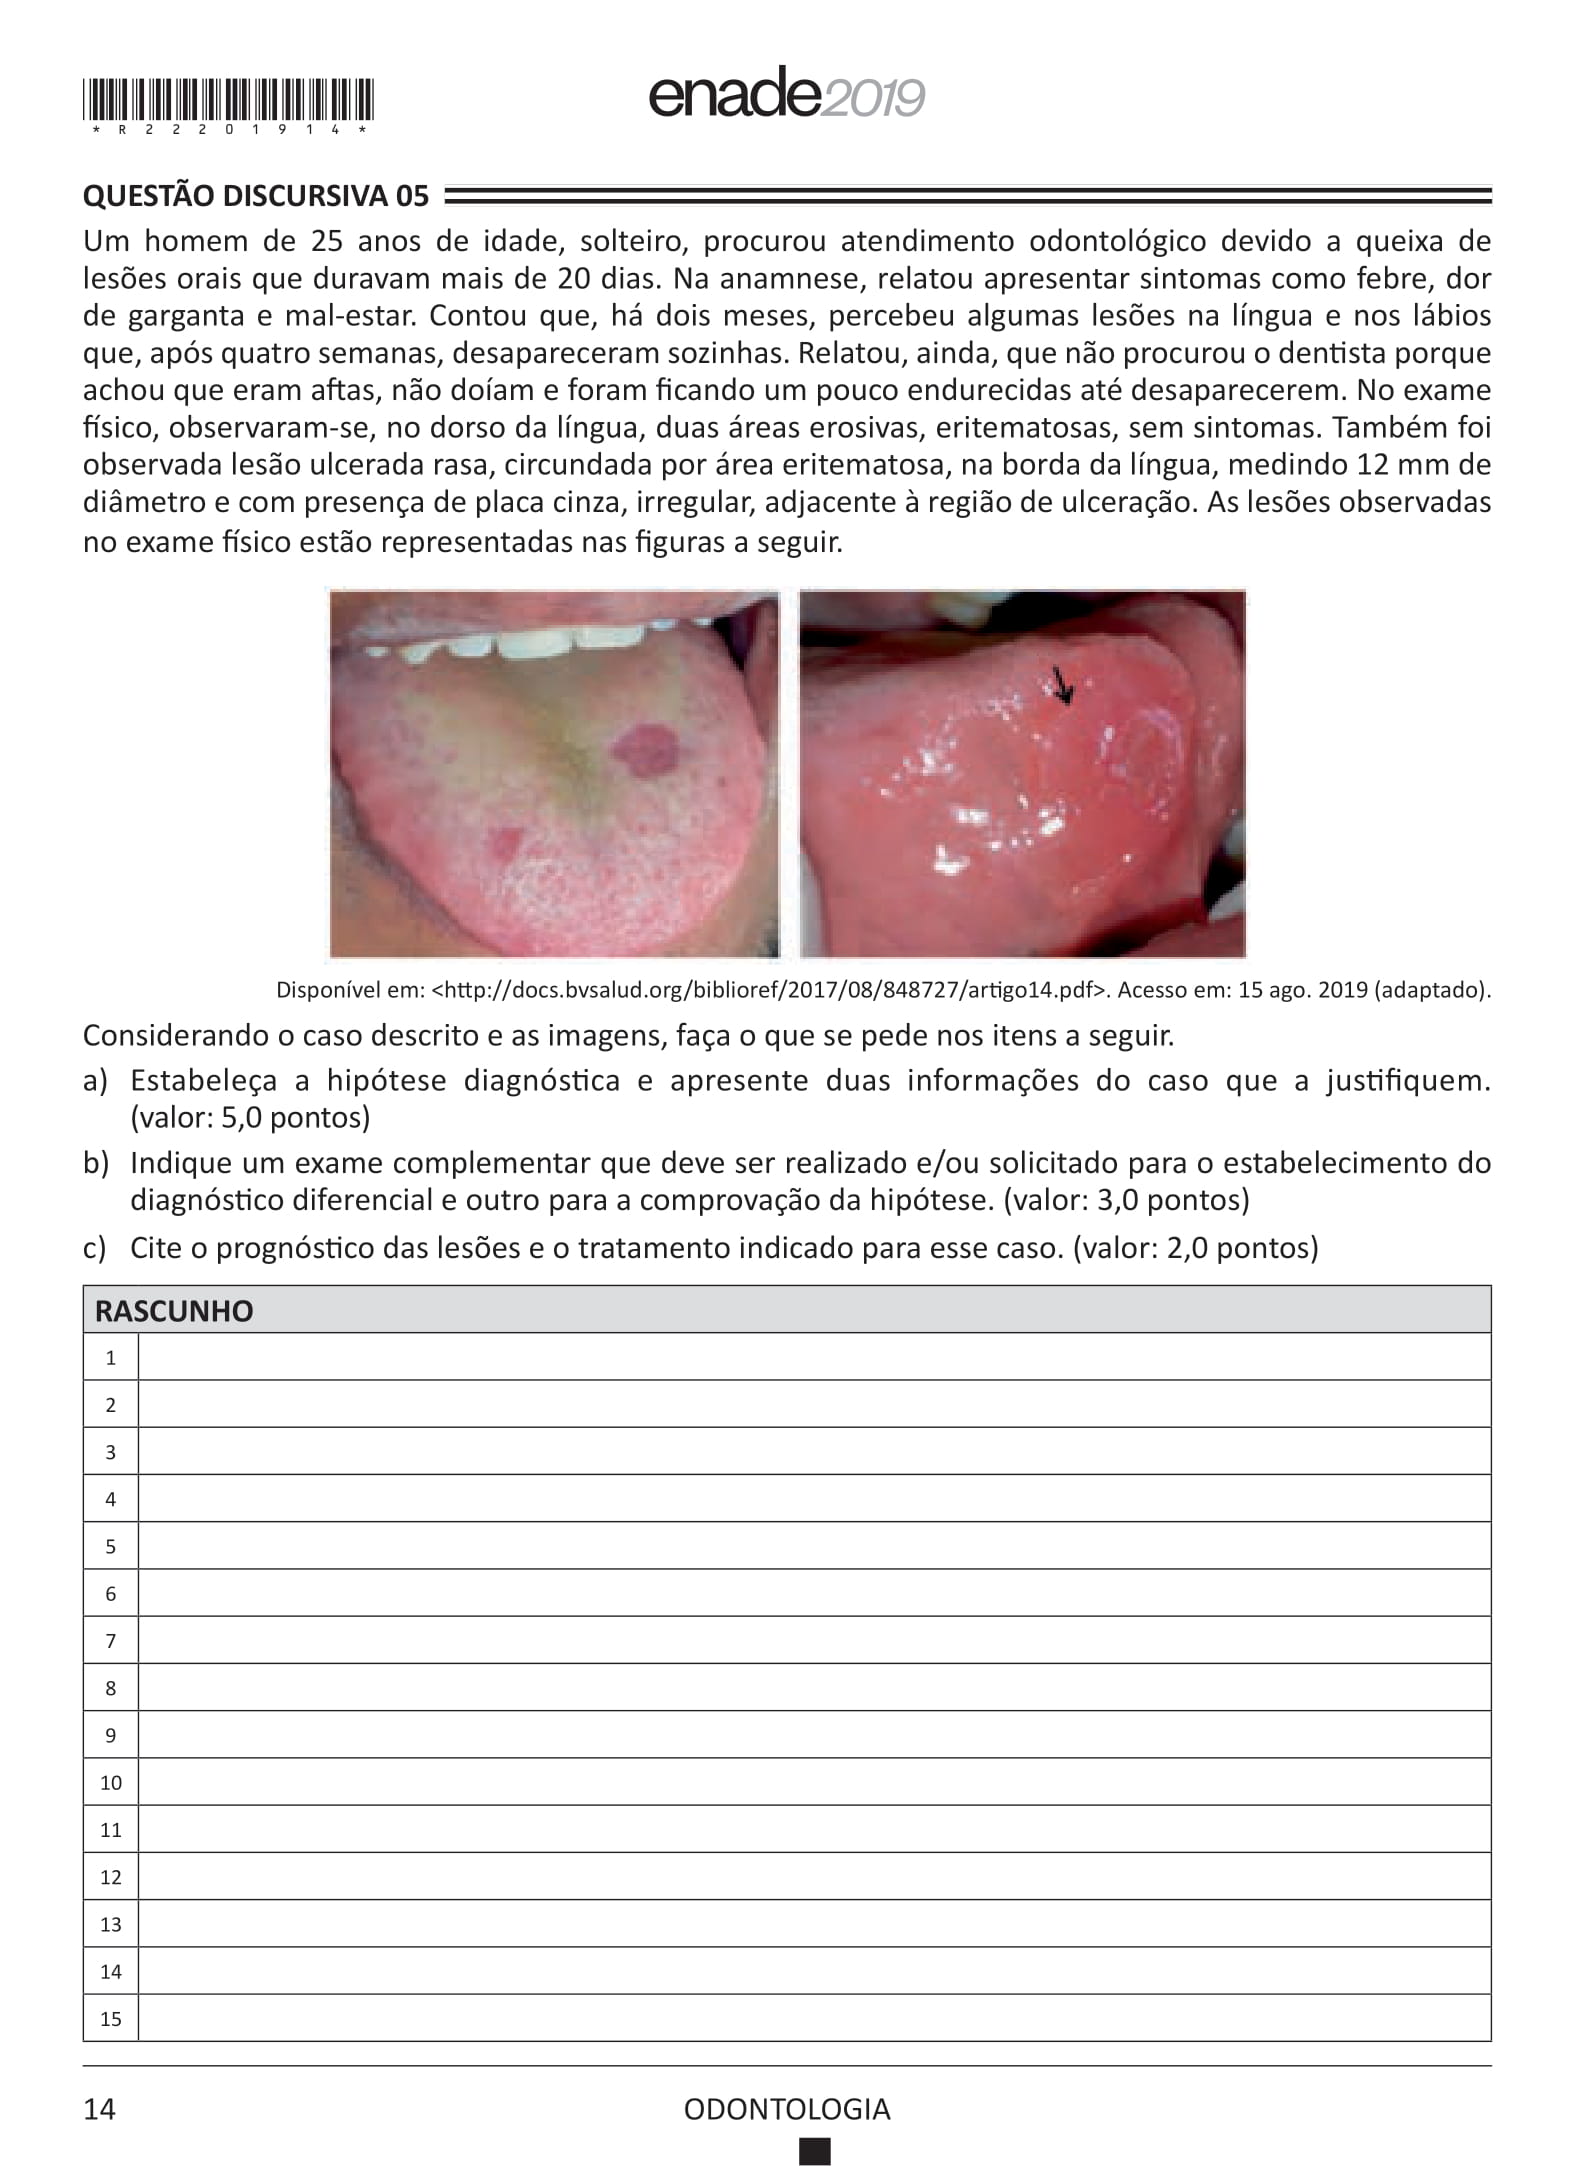 * R 2 2 2 0 1 9 1 4 *
enade2019
QUESTÃO DISCURSIVA 05
Um homem de 25 anos de idade, solteiro, procurou atendimento odontológico devido a queixa de
lesões orais que duravam mais de 20 dias. Na anamnese, relatou apresentar sintomas como febre, dor
de garganta e mal-estar. Contou que, há dois meses, percebeu algumas lesões na língua e nos lábios
que, após quatro semanas, desapareceram sozinhas. Relatou, ainda, que não procurou o dentista porque
achou que eram aftas, não doíam e foram ficando um pouco endurecidas até desaparecerem. No exame
físico, observaram-se, no dorso da língua, duas áreas erosivas, eritematosas, sem sintomas. Também foi
observada lesão ulcerada rasa, circundada por área eritematosa, na borda da língua, medindo 12 mm de
diâmetro e com presença de placa cinza, irregular, adjacente à região de ulceração. As lesões observadas
no exame físico estão representadas nas figuras a seguir.
Disponível em: <http://docs.bvsalud.org/biblioref/2017/08/848727/artigo14.pdf>. Acesso em: 15 ago. 2019 (adaptado).
Considerando o caso descrito e as imagens, faça o que se pede nos itens a seguir.
a) Estabeleça a hipótese diagnóstica e apresente duas informações do caso que a justifiquem.
(valor: 5,0 pontos)
b) Indique um exame complementar que deve ser realizado e/ou solicitado para o estabelecimento do
diagnóstico diferencial e outro para a comprovação da hipótese. (valor: 3,0 pontos)
c) Cite o prognóstico das lesões e o tratamento indicado para esse caso. (valor: 2,0 pontos)
RASCUNHO
1
2
3
4
5
6
7
8
9
10
11
12
13
14
15
14
ODONTOLOGIA